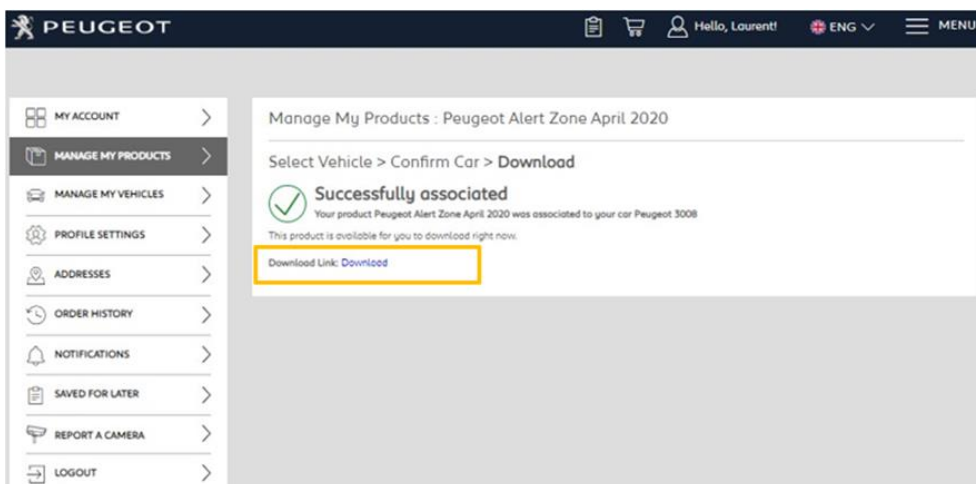 PEUGEOT
Hello, Laurent!
ENG
MENU
MY ACCOUNT
MANAGE MY PRODUCTS
MANAGE MY VEHICLES
PROFILE SETTINGS
ADDRESSES
ORDER HISTORY
NOTIFICATIONS
SAVED FOR LATER
REPORT A CAMERA
LOGOUT
Manage My Products : Peugeot Alert Zone April 2020
Select Vehicle > Confirm Car > Download
Successfully associated
Your product Peugeot Alert Zone April 2020 was associated to your car Peugeot 3008
This product is available for you to download right now.
Download Link: Download